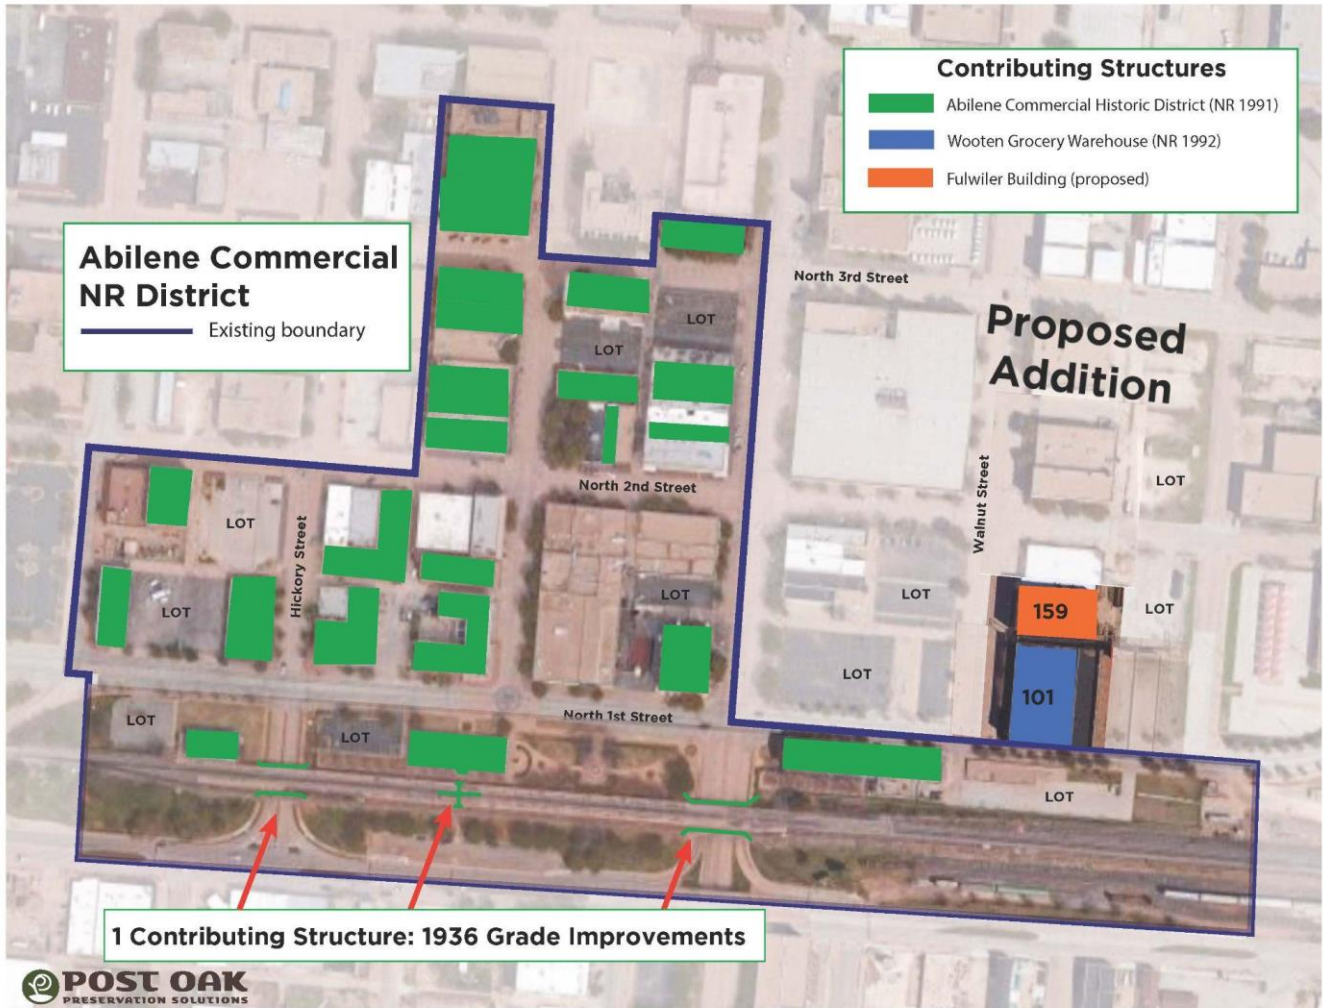 Contributing Structures
Abilene Commercial Historic District (NR 1991)
Wooten Grocery Warehouse (NR 1992)
Fulwiler Building (proposed)
Abilene Commercial
NR District
Existing boundary
North 3rd Street
Proposed
Addition
LOT
LOT
North 2nd Street
Walnut Street
LOT
LOT
Hickory Street
LOT
LOT
LOT
159
LOT
LOT
101
North 1st Street
LOT
LOT
LOT
1 Contributing Structure: 1936 Grade Improvements
POST OAK
PRESERVATION SOLUTIONS